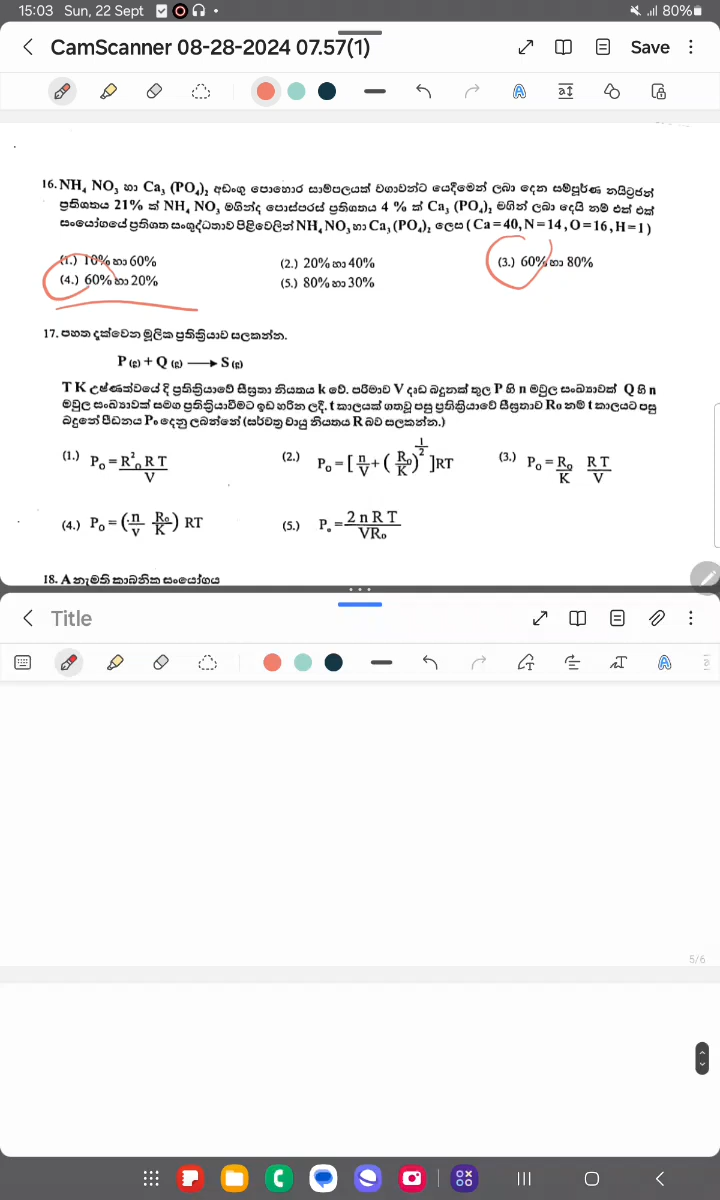 15:03 Sun, 22 Sept 80%
CamScanner 08-28-2024 07.57(1) Save
16. NH₄ NO₃ හා Ca₃ (PO₄)₂ අඩංගු පොහොර සාම්පලයක් වගාවන්ට යෙදීමෙන් ලබා දෙන සම්පූර්ණ නයිට්‍රජන්
ප්‍රතිශතය 21% ක් NH₄ NO₃ මගින්ද පොස්පරස් ප්‍රතිශතය 4 % ක් Ca₃ (PO₄)₂ මගින් ලබා දෙයි නම් එක් එක්
සංයෝගයේ ප්‍රතිශත සංශුද්ධතාව පිළිවෙලින් NH₄ NO₃ හා Ca₃ (PO₄)₂ ලෙස ( Ca = 40, N = 14 , O = 16 , H = 1 )
(1.) 10% හා 60% (2.) 20% හා 40% (3.) 60% හා 80%
(4.) 60% හා 20% (5.) 80% හා 30%
17. පහත දැක්වෙන මූලික ප්‍රතික්‍රියාව සලකන්න.
P (g) + Q (g) ⟶ S (g)
T K උෂ්ණත්වයේ දී ප්‍රතික්‍රියාවේ සීඝ්‍රතා නියතය k වේ. පරිමාව V දෘඩ බදුනක් තුල P හි n මවුල සංඛ්‍යාවක් Q හි n
මවුල සංඛ්‍යාවක් සමග ප්‍රතික්‍රියාවීමට ඉඩ හරින ලදි. t කාලයක් ගතවූ පසු ප්‍රතික්‍රියාවේ සීඝ්‍රතාව R₀ නම් t කාලයට පසු
බදුනේ පීඩනය P₀ දෙනු ලබන්නේ (සර්වත්‍ර වායු නියතය R බව සලකන්න.)
(1.) P₀ = R²₀ R T / V (2.) P₀ = [ n/V + ( R₀/K )^1/2 ]RT (3.) P₀ = R₀/K RT/V
(4.) P₀ = ( n/v R₀/K ) RT (5.) P₀ = 2 n R T / VR₀
18. A නැමති කාබනික සංයෝගය
Title
5/6